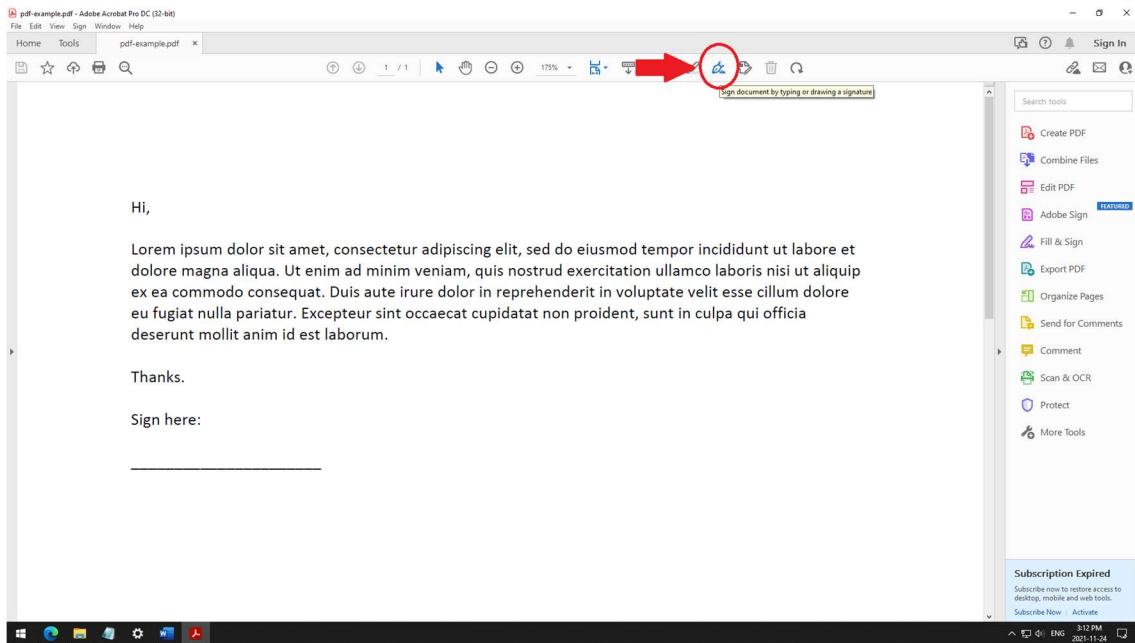 pdf-example.pdf - Adobe Acrobat Pro DC (32-bit)
File Edit View Sign Window Help
Home Tools pdf-example.pdf × Sign In
1 / 1 175%
Sign document by typing or drawing a signature
Hi,
Lorem ipsum dolor sit amet, consectetur adipiscing elit, sed do eiusmod tempor incididunt ut labore et
dolore magna aliqua. Ut enim ad minim veniam, quis nostrud exercitation ullamco laboris nisi ut aliquip
ex ea commodo consequat. Duis aute irure dolor in reprehenderit in voluptate velit esse cillum dolore
eu fugiat nulla pariatur. Excepteur sint occaecat cupidatat non proident, sunt in culpa qui officia
deserunt mollit anim id est laborum.
Thanks.
Sign here:
Search tools
Create PDF
Combine Files
Edit PDF
FEATURED
Adobe Sign
Fill & Sign
Export PDF
Organize Pages
Send for Comments
Comment
Scan & OCR
Protect
More Tools
Subscription Expired
Subscribe now to restore access to
desktop, mobile and web tools.
Subscribe Now Activate
ENG 3:12 PM
2021-11-24